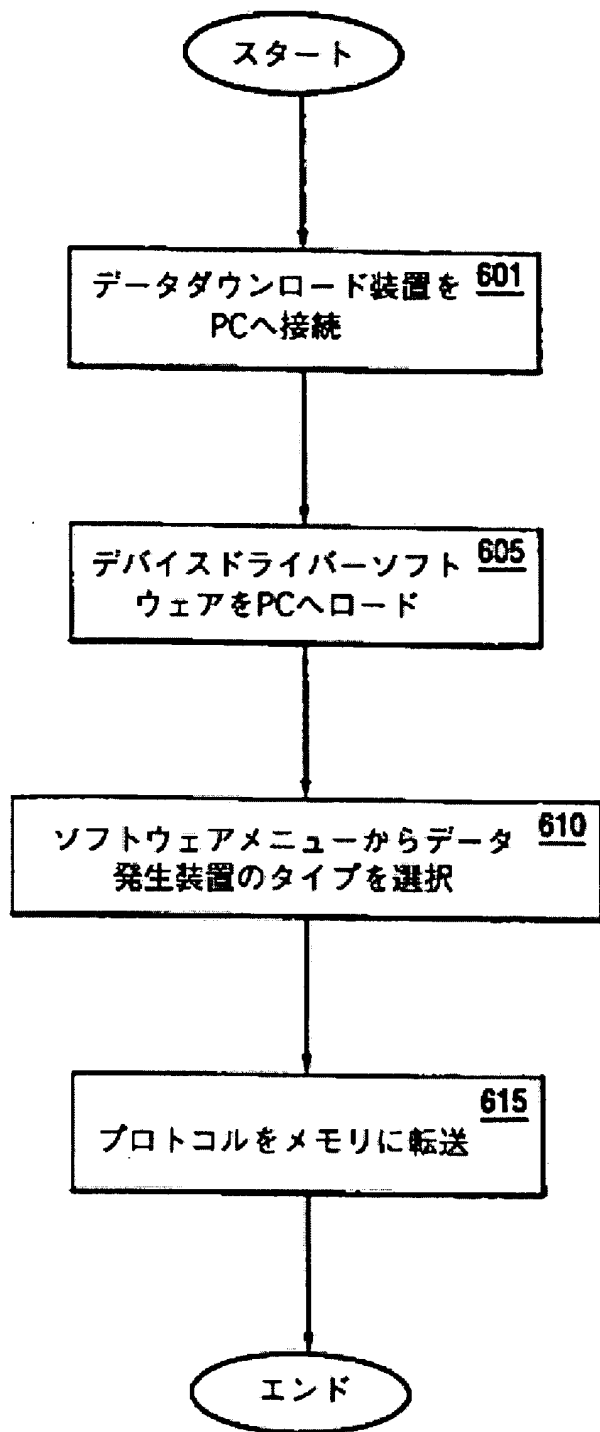 スタート
データダウンロード装置を 601
PCへ接続
デバイスドライバーソフト 605
ウェアをPCへロード
ソフトウェアメニューからデータ 610
発生装置のタイプを選択
615
プロトコルをメモリに転送
エンド